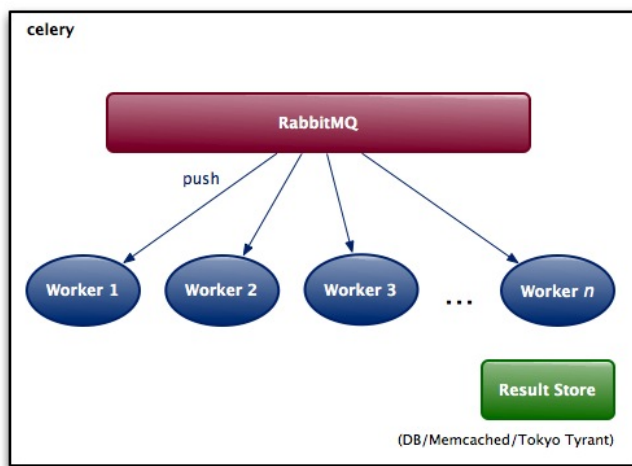 celery
RabbitMQ
push
Worker 1
Worker 2
Worker 3
...
Worker n
Result Store
(DB/Memcached/Tokyo Tyrant)